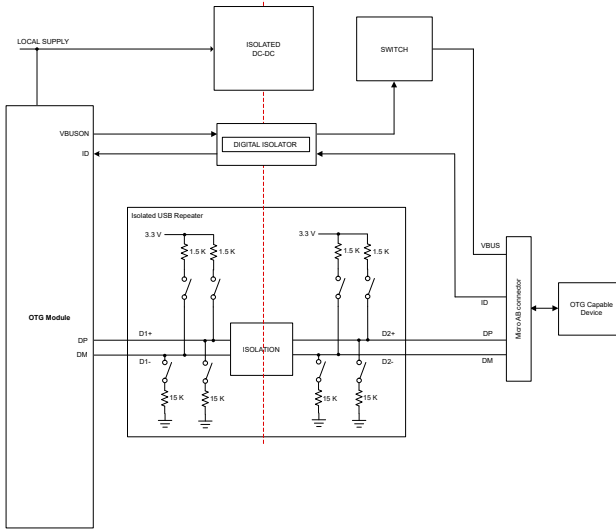 LOCAL SUPPLY
ISOLATED
DC-DC
SWITCH
VBUSON
ID
DIGITAL ISOLATOR
Isolated USB Repeater
3.3 V
1.5 K
1.5 K
3.3 V
1.5 K
1.5 K
VBUS
ID
Micro AB connector
OTG Capable
Device
OTG Module
DP
DM
D1+
D1-
ISOLATION
D2+
D2-
DP
DM
15 K
15 K
15 K
15 K